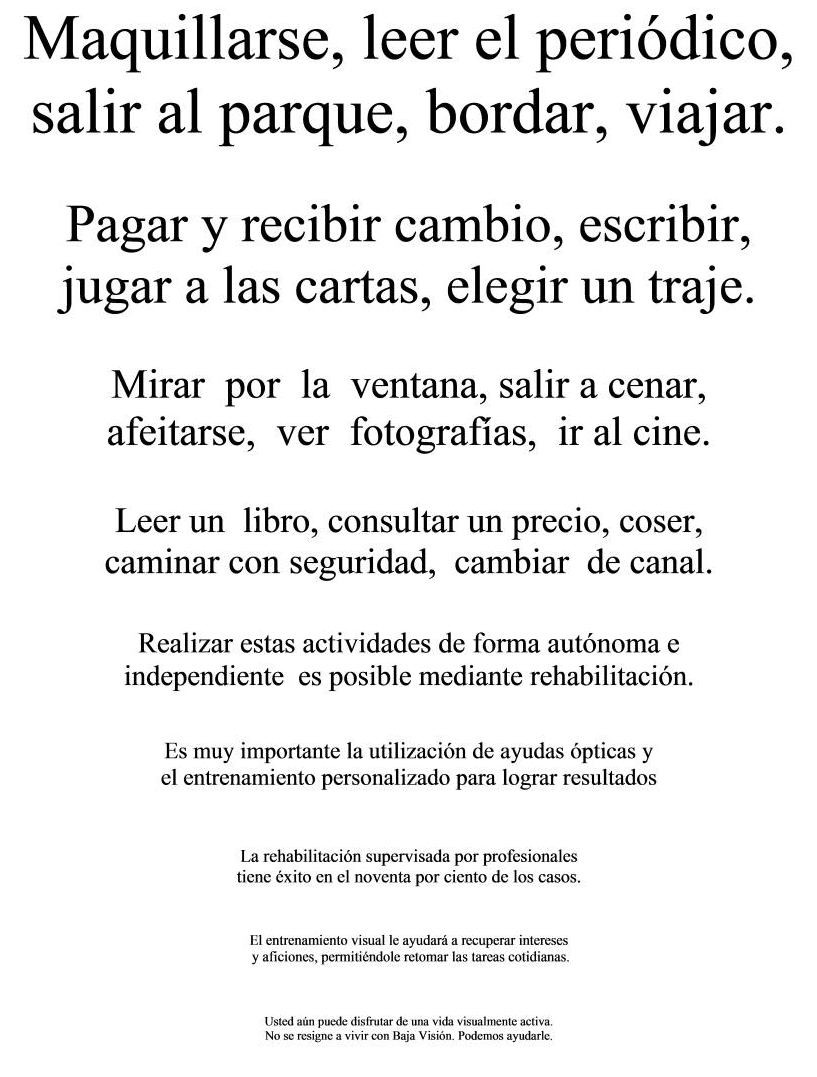 Maquillarse, leer el periódico,
salir al parque, bordar, viajar.
Pagar y recibir cambio, escribir,
jugar a las cartas, elegir un traje.
Mirar por la ventana, salir a cenar,
afeitarse, ver fotografías, ir al cine.
Leer un libro, consultar un precio, coser,
caminar con seguridad, cambiar de canal.
Realizar estas actividades de forma autónoma e
independiente es posible mediante rehabilitación.
Es muy importante la utilización de ayudas ópticas y
el entrenamiento personalizado para lograr resultados
La rehabilitación supervisada por profesionales
tiene éxito en el noventa por ciento de los casos.
El entrenamiento visual le ayudará a recuperar intereses
y aficiones, permitiéndole retomar las tareas cotidianas.
Usted aún puede disfrutar de una vida visualmente activa.
No se resigne a vivir con Baja Visión. Podemos ayudarle.